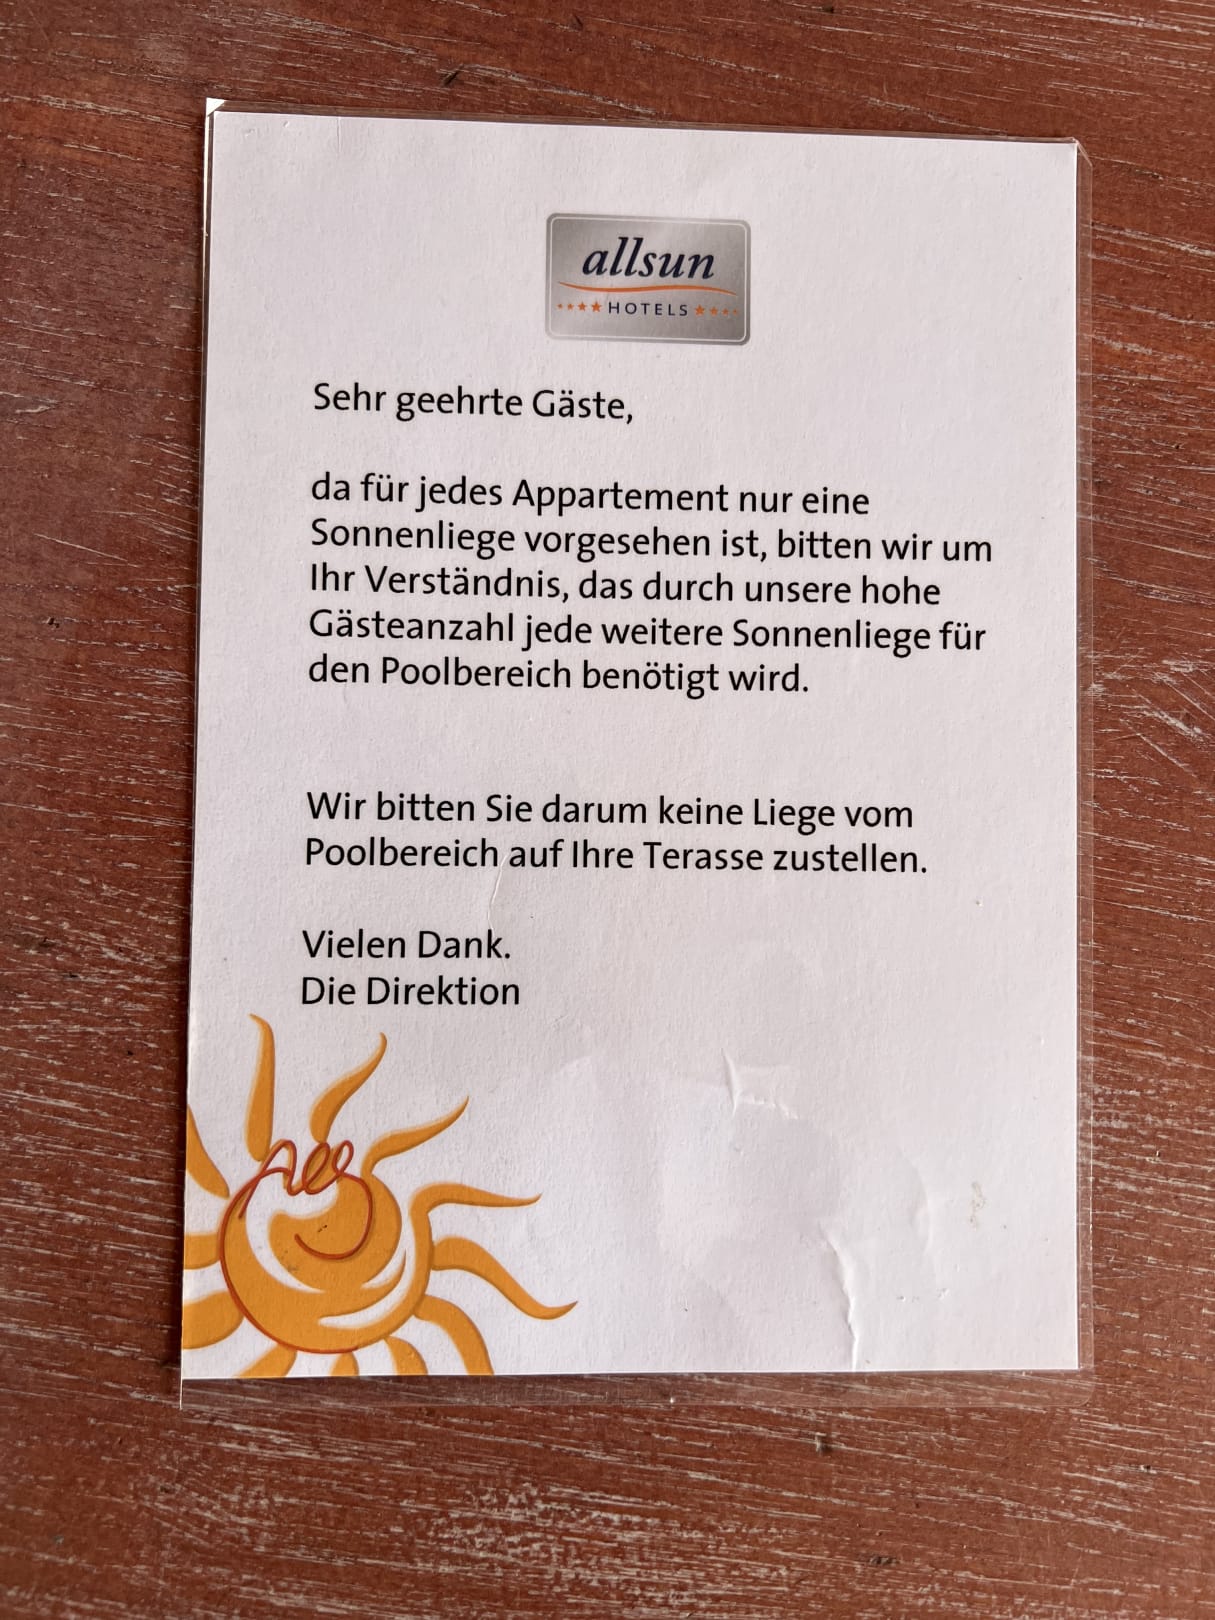 allsun
HOTELS
Sehr geehrte Gäste,
da für jedes Appartement nur eine
Sonnenliege vorgesehen ist, bitten wir um
Ihr Verständnis, das durch unsere hohe
Gästeanzahl jede weitere Sonnenliege für
den Poolbereich benötigt wird.
Wir bitten Sie darum keine Liege vom
Poolbereich auf Ihre Terasse zustellen.
Vielen Dank.
Die Direktion